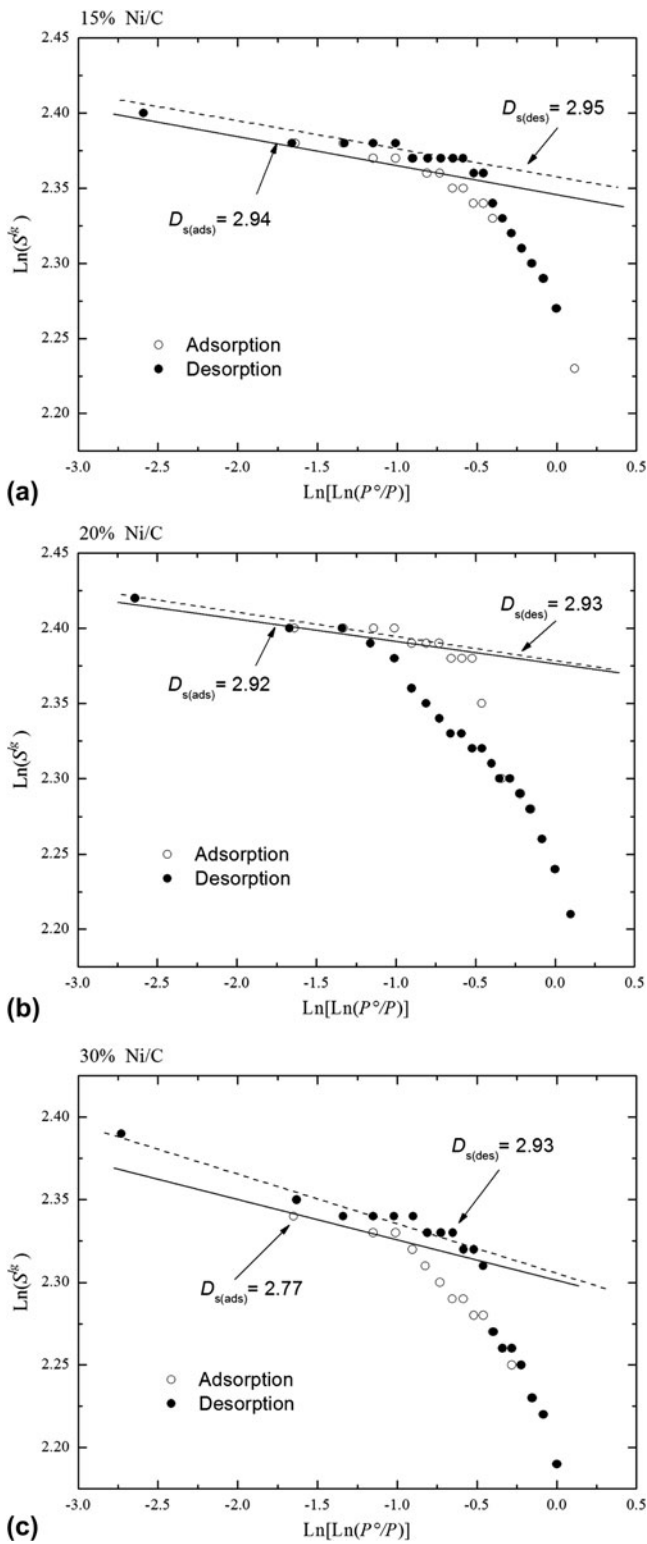 15% Ni/C
2.45
2.40
2.35
2.30
2.25
2.20
Ln(S^lg)
D_s(des) = 2.95
D_s(ads) = 2.94
Adsorption
Desorption
-3.0 -2.5 -2.0 -1.5 -1.0 -0.5 0.0 0.5
(a)
Ln[Ln(P°/P)]
20% Ni/C
2.45
2.40
2.35
2.30
2.25
2.20
Ln(S^lg)
D_s(des) = 2.93
D_s(ads) = 2.92
Adsorption
Desorption
-3.0 -2.5 -2.0 -1.5 -1.0 -0.5 0.0 0.5
(b)
Ln[Ln(P°/P)]
30% Ni/C
2.40
2.35
2.30
2.25
2.20
Ln(S^lg)
D_s(des) = 2.93
D_s(ads) = 2.77
Adsorption
Desorption
-3.0 -2.5 -2.0 -1.5 -1.0 -0.5 0.0 0.5
(c)
Ln[Ln(P°/P)]